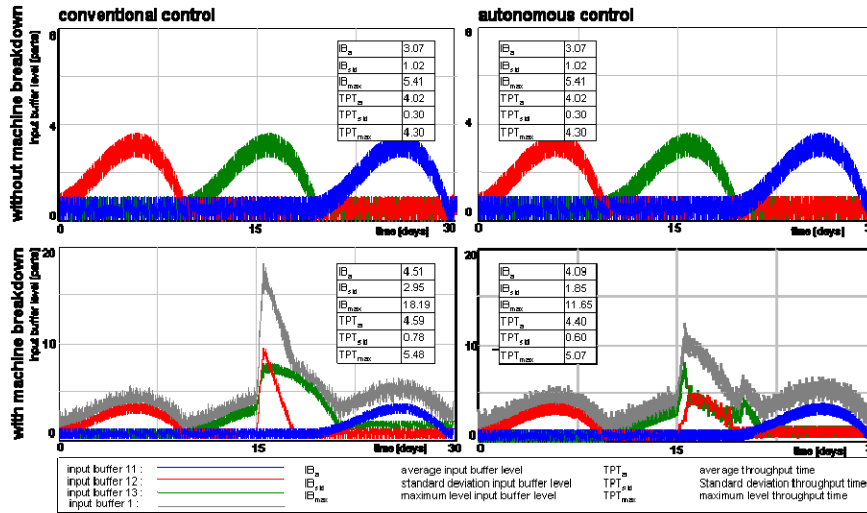 conventional control
autonomous control
without machine breakdown
input buffer level [parts]
8
4
0
IBa 3.07
IBstd 1.02
IBmax 5.41
TPTa 4.02
TPTstd 0.30
TPTmax 4.30
0 15 30
time [days]
8
4
0
IBa 3.07
IBstd 1.02
IBmax 5.41
TPTa 4.02
TPTstd 0.30
TPTmax 4.30
15 30
time [days]
with machine breakdown
input buffer level [parts]
20
10
0
IBa 4.51
IBstd 2.95
IBmax 18.19
TPTa 4.59
TPTstd 0.78
TPTmax 5.48
15 30
time [days]
20
10
0
IBa 4.09
IBstd 1.85
IBmax 11.65
TPTa 4.40
TPTstd 0.60
TPTmax 5.07
0 15 30
time [days]
input buffer 11 : IBa average input buffer level TPTa average throughput time
input buffer 12 : IBstd standard deviation input buffer level TPTstd Standard deviation throughput time
input buffer 13 : IBmax maximum level input buffer level TPTmax maximum level throughput time
input buffer 1 :